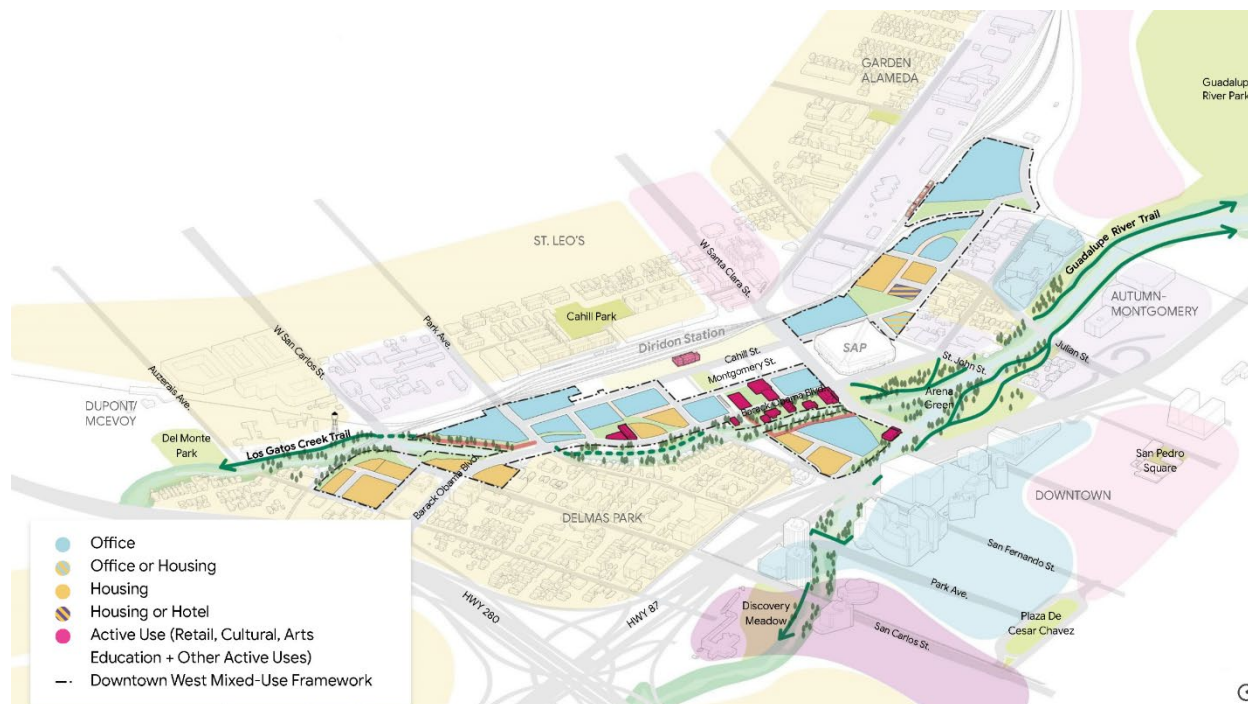 GARDEN
ALAMEDA
Guadalup
River Park
Guadalupe River Trail
W Santa Clara St.
ST. LEO'S
AUTUMN-
MONTGOMERY
Cahill Park
Park Ave.
Diridon Station
SAP
Julian St.
St. John St.
W San Carlos St.
Cahill St.
Montgomery St.
Auzerais Ave.
Barack Obama Blvd.
Arena
Green
DUPONT/
MCEVOY
Del Monte
Park
Los Gatos Creek Trail
San Pedro
Square
Barack Obama Blvd.
DOWNTOWN
DELMAS PARK
San Fernando St.
Park Ave.
HWY 280
HWY 87
Discovery
Meadow
Plaza De
Cesar Chavez
San Carlos St.
Office
Office or Housing
Housing
Housing or Hotel
Active Use (Retail, Cultural, Arts
Education + Other Active Uses)
Downtown West Mixed-Use Framework